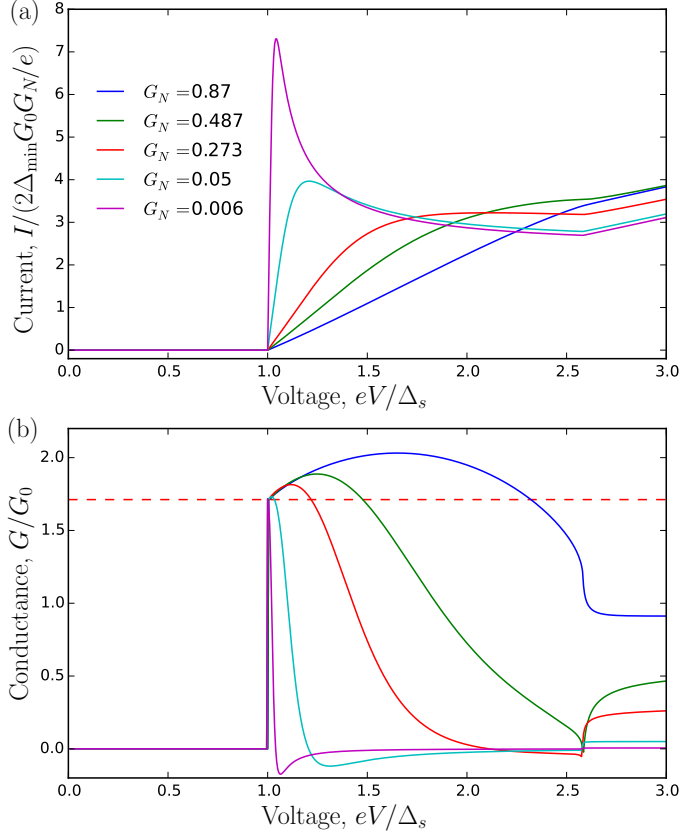 (a)
8
7
6
5
4
3
2
1
0
Current, I/(2Δ_min G_0 G_N/e)
G_N =0.87
G_N =0.487
G_N =0.273
G_N =0.05
G_N =0.006
0.0 0.5 1.0 1.5 2.0 2.5 3.0
Voltage, eV/Δ_s
(b)
2.0
1.5
1.0
0.5
0.0
Conductance, G/G_0
0.0 0.5 1.0 1.5 2.0 2.5 3.0
Voltage, eV/Δ_s